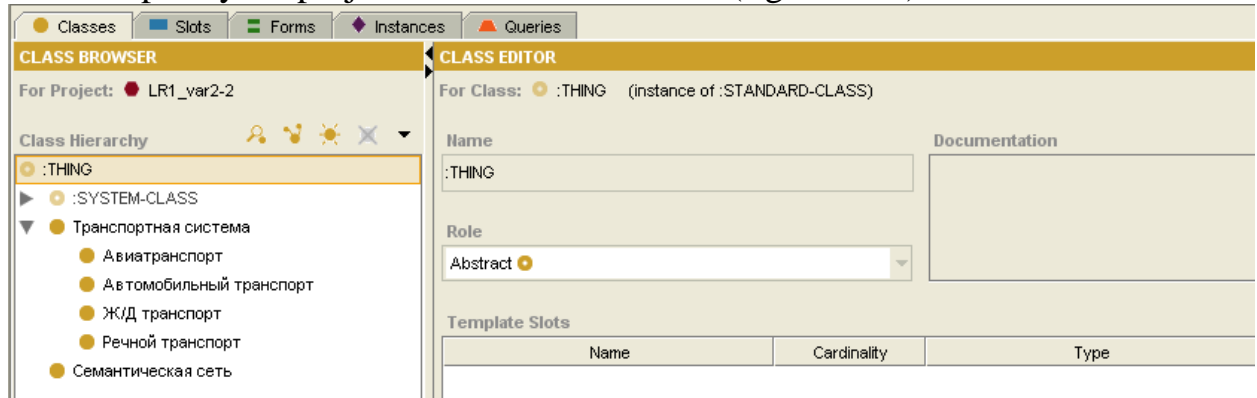 Classes Slots Forms Instances Queries
CLASS BROWSER
For Project: LR1_var2-2
Class Hierarchy
:THING
:SYSTEM-CLASS
Транспортная система
Авиатранспорт
Автомобильный транспорт
Ж/Д транспорт
Речной транспорт
Семантическая сеть
CLASS EDITOR
For Class: :THING (instance of :STANDARD-CLASS)
Name
:THING
Documentation
Role
Abstract
Template Slots
Name Cardinality Type